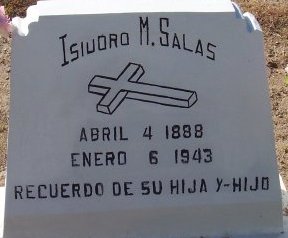 Isidro M. Salas
ABRIL 4 1888
ENERO 6 1943
RECUERDO DE SU HIJA Y-HIJO